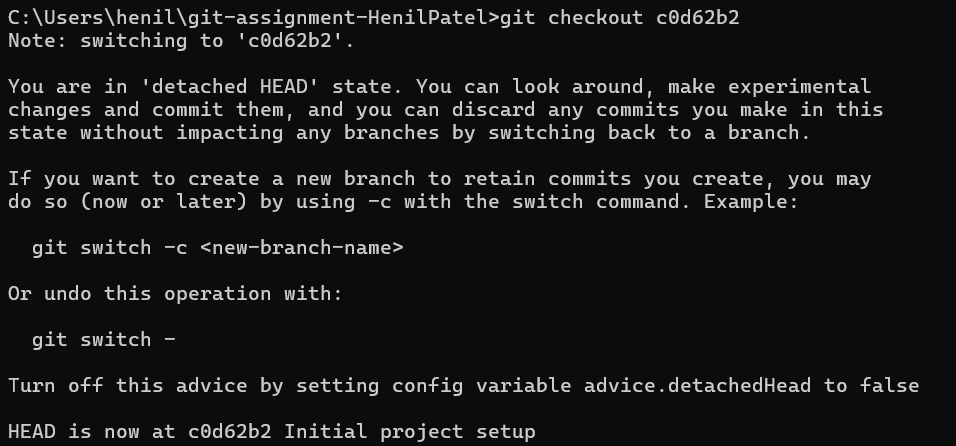 C:\Users\henil\git-assignment-HenilPatel>git checkout c0d62b2
Note: switching to 'c0d62b2'.
You are in 'detached HEAD' state. You can look around, make experimental
changes and commit them, and you can discard any commits you make in this
state without impacting any branches by switching back to a branch.
If you want to create a new branch to retain commits you create, you may
do so (now or later) by using -c with the switch command. Example:
git switch -c <new-branch-name>
Or undo this operation with:
git switch -
Turn off this advice by setting config variable advice.detachedHead to false
HEAD is now at c0d62b2 Initial project setup